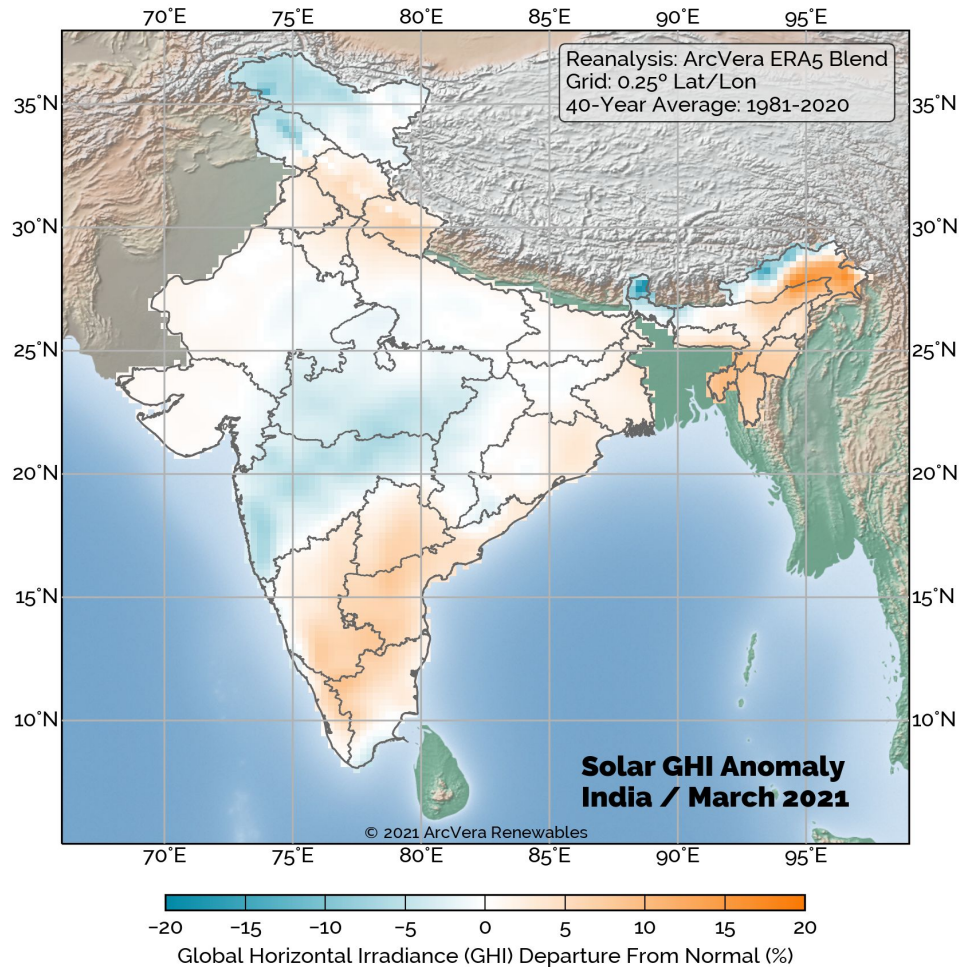 70°E 75°E 80°E 85°E 90°E 95°E
Reanalysis: ArcVera ERA5 Blend
Grid: 0.25º Lat/Lon
40-Year Average: 1981-2020
35°N 35°N
30°N 30°N
25°N 25°N
20°N 20°N
15°N 15°N
10°N 10°N
Solar GHI Anomaly
India / March 2021
© 2021 ArcVera Renewables
70°E 75°E 80°E 85°E 90°E 95°E
−20 −15 −10 −5 0 5 10 15 20
Global Horizontal Irradiance (GHI) Departure From Normal (%)